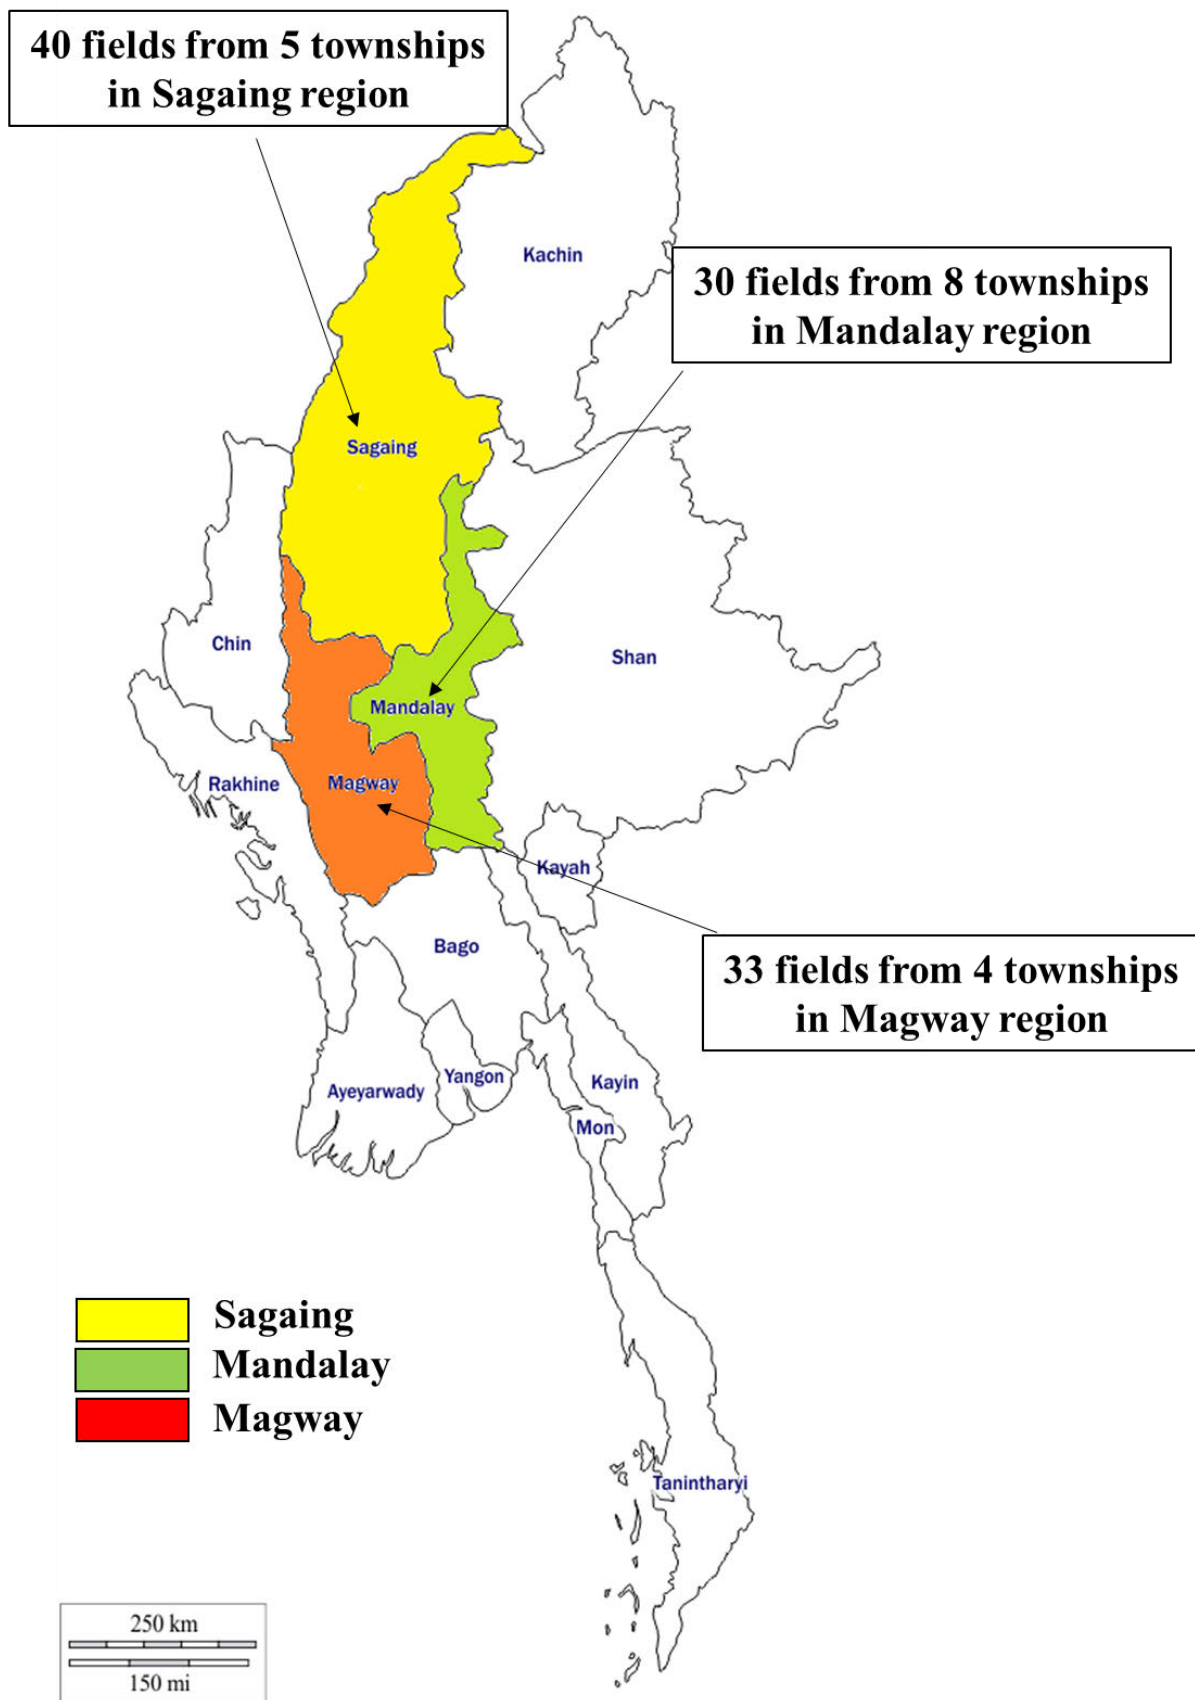 40 fields from 5 townships
in Sagaing region
Kachin
30 fields from 8 townships
in Mandalay region
Sagaing
Chin
Shan
Mandalay
Rakhine
Magway
Kayah
Bago
33 fields from 4 townships
in Magway region
Ayeyarwady
Yangon
Kayin
Mon
Sagaing
Mandalay
Magway
Tanintharyi
250 km
150 mi